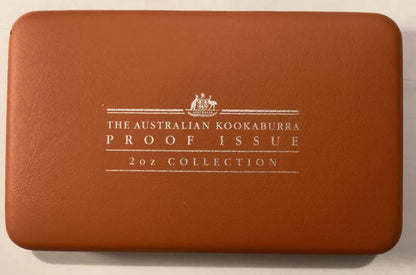 THE AUSTRALIAN KOOKABURRA
PROOF ISSUE
2oz COLLECTION